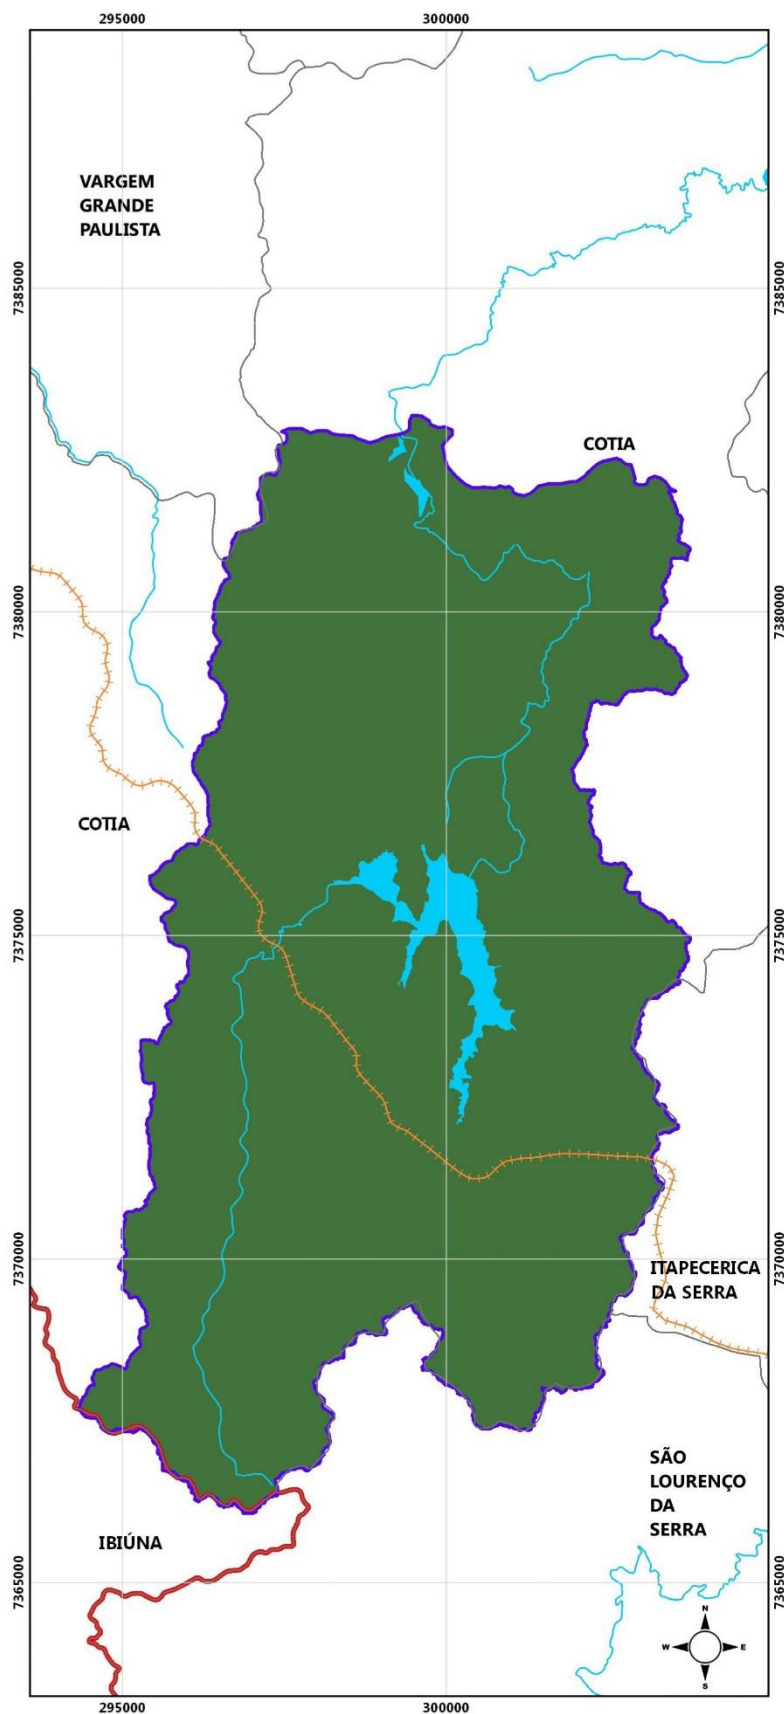 295000
300000
VARGEM
GRANDE
PAULISTA
7385000
7385000
COTIA
7380000
7380000
COTIA
7375000
7375000
7370000
7370000
ITAPECERICA
DA SERRA
SÃO
LOURENÇO
DA
SERRA
IBIÚNA
7365000
7365000
N
W
E
S
295000
300000